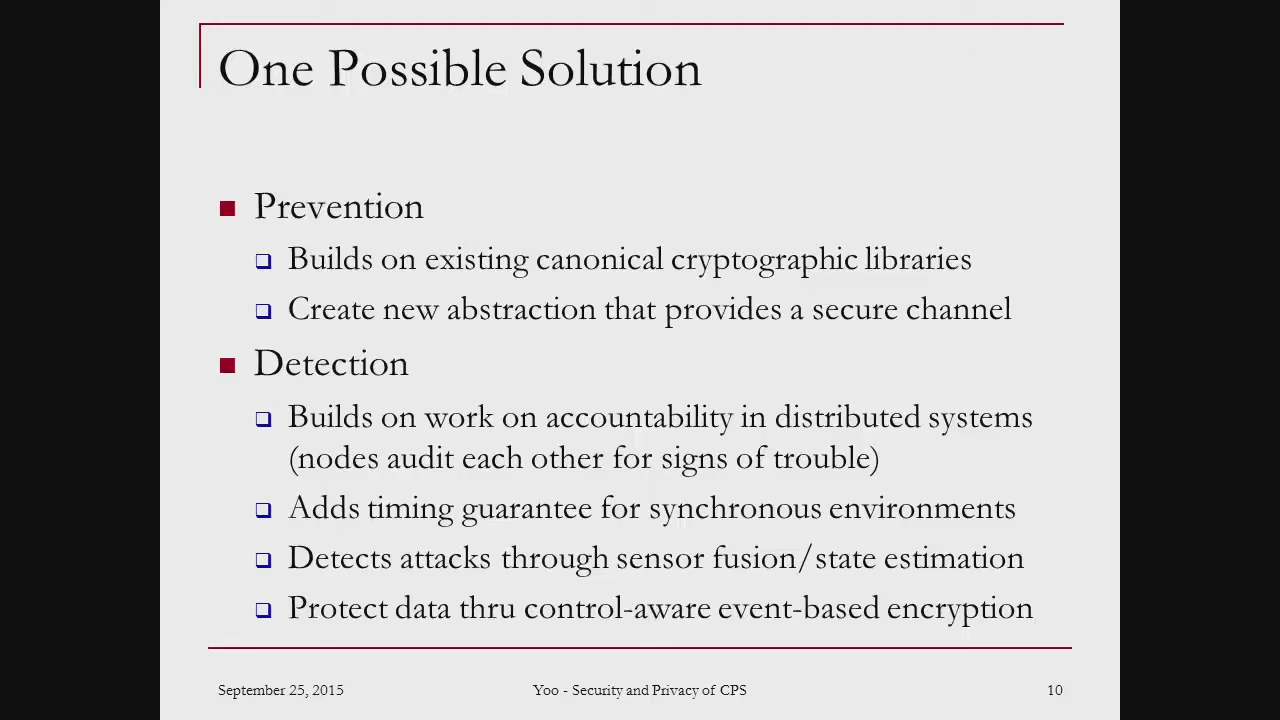 One Possible Solution
Prevention
Builds on existing canonical cryptographic libraries
Create new abstraction that provides a secure channel
Detection
Builds on work on accountability in distributed systems
(nodes audit each other for signs of trouble)
Adds timing guarantee for synchronous environments
Detects attacks through sensor fusion/state estimation
Protect data thru control-aware event-based encryption
September 25, 2015
Yoo - Security and Privacy of CPS
10